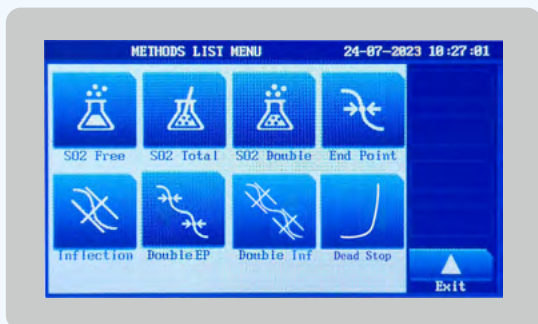 METHODS LIST MENU 24-07-2023 10:27:01
SO2 Free SO2 Total SO2 Double End Point
Inflection Double EP Double Inf Dead Stop
Exit